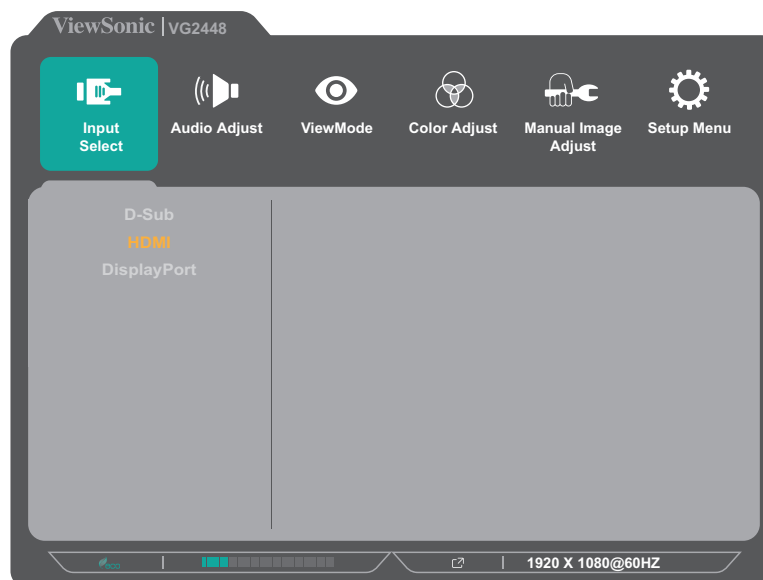 ViewSonic | VG2448
Input Select
Audio Adjust
ViewMode
Color Adjust
Manual Image Adjust
Setup Menu
D-Sub
HDMI
DisplayPort
eco
1920 X 1080@60HZ